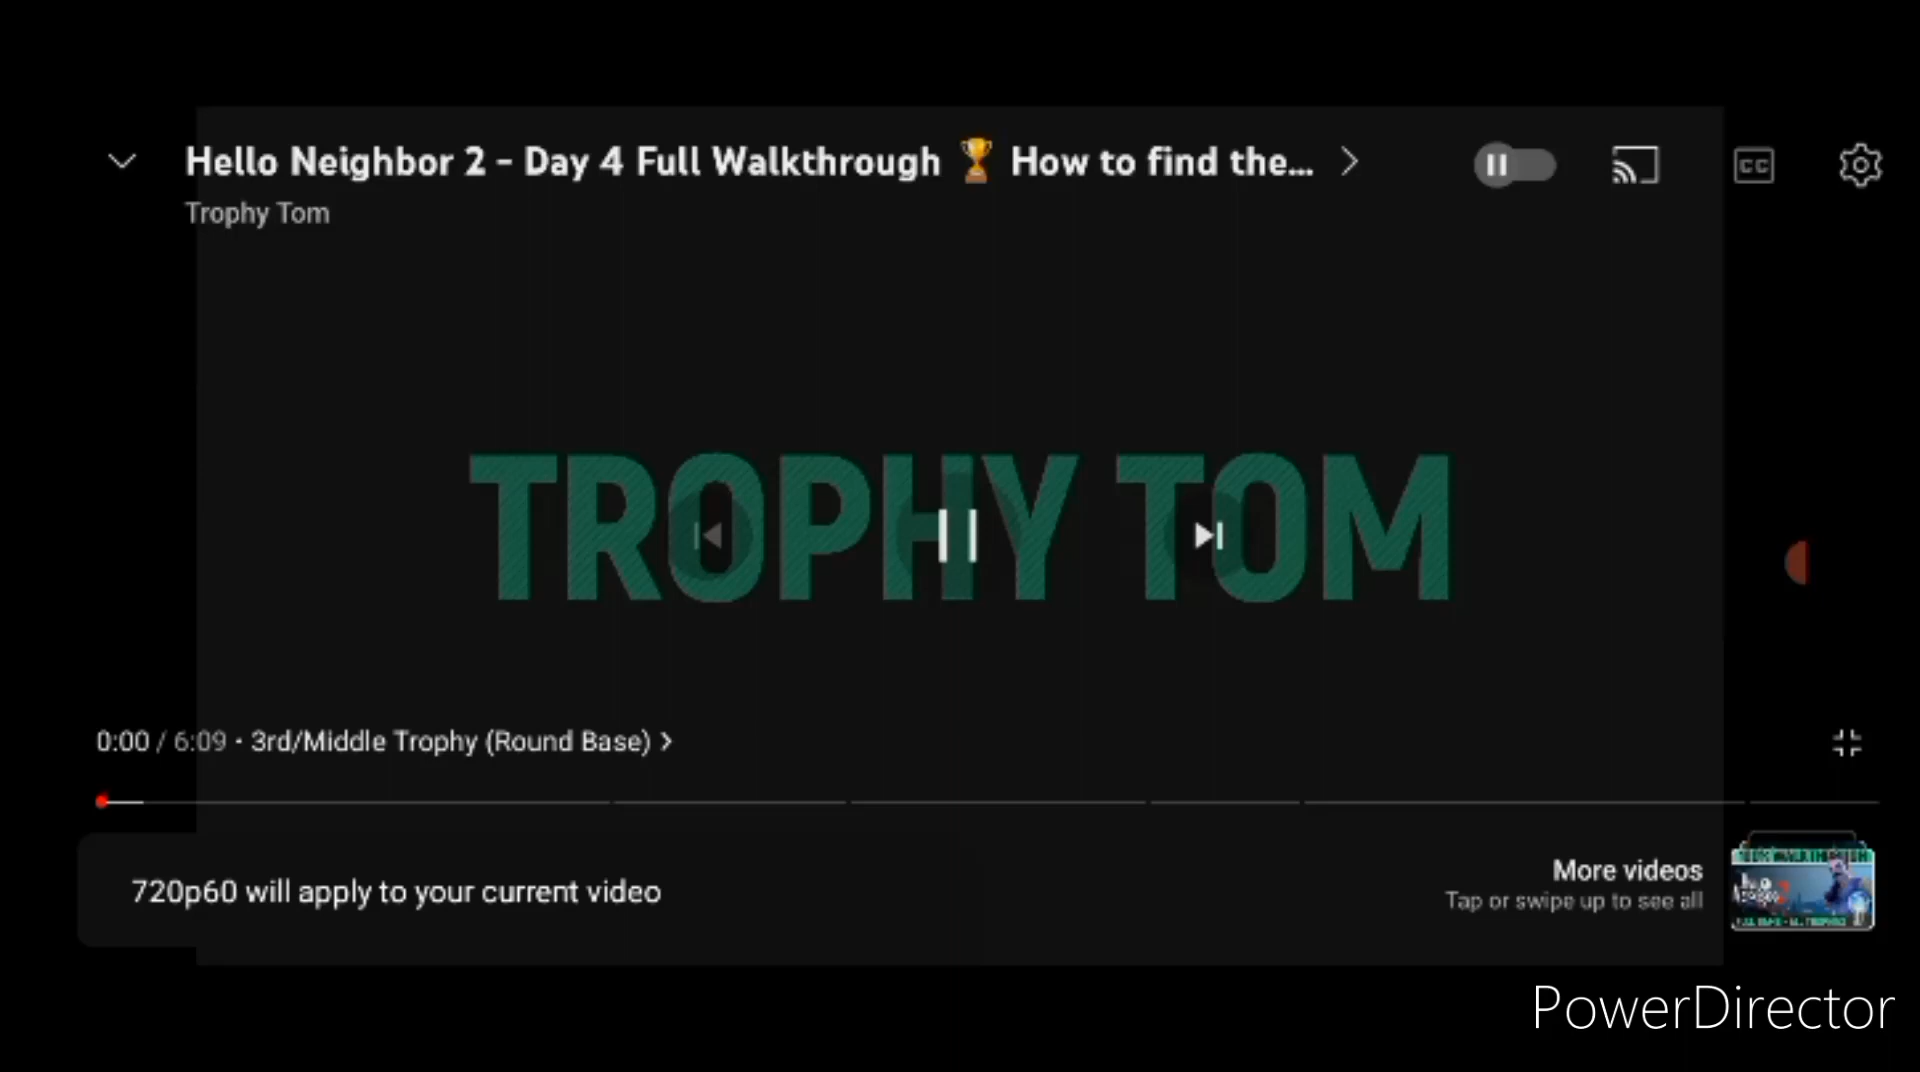 Hello Neighbor 2 - Day 4 Full Walkthrough 🏆 How to find the...
Trophy Tom
CC
TROPHY TOM
0:00 / 6:09 · 3rd/Middle Trophy (Round Base)
720p60 will apply to your current video
More videos
Tap or swipe up to see all
PowerDirector